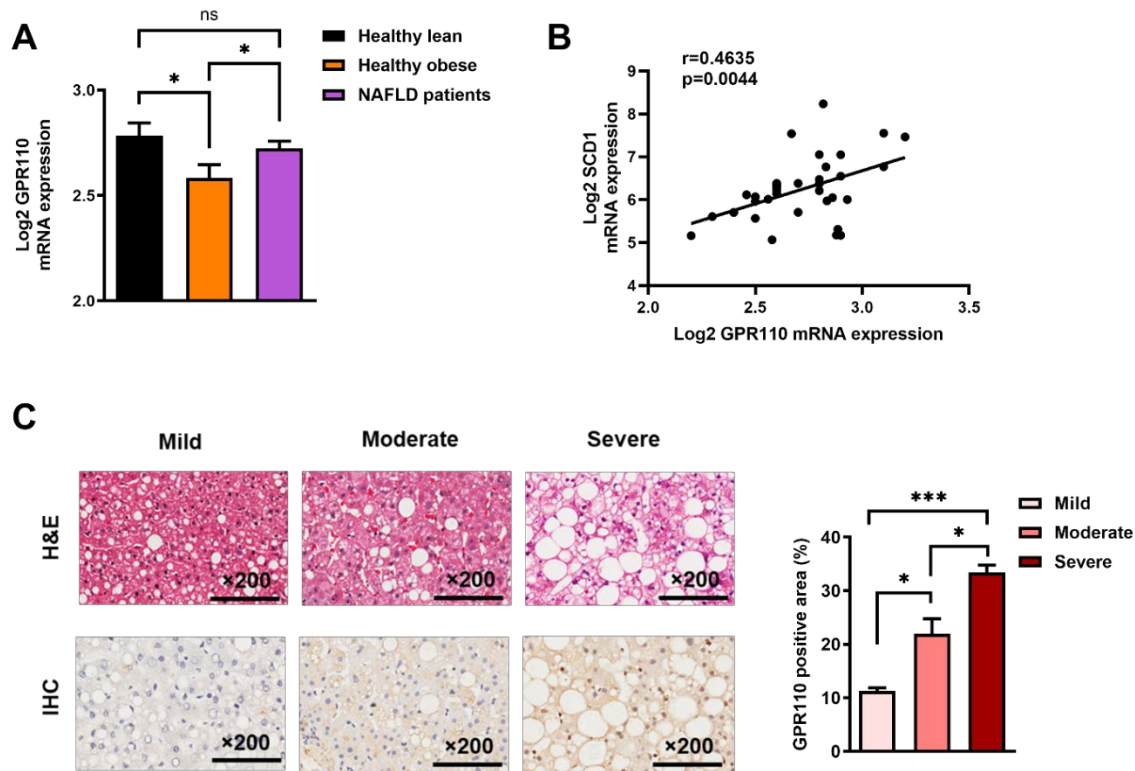 A
ns
*
*
Healthy lean
Healthy obese
NAFLD patients
Log2 GPR110
mRNA expression
3.0
2.5
2.0
B
r=0.4635
p=0.0044
Log2 SCD1
mRNA expression
9
8
7
6
5
4
2.0
2.5
3.0
3.5
Log2 GPR110 mRNA expression
C
Mild
Moderate
Severe
H&E
×200
×200
×200
IHC
×200
×200
×200
***
*
*
Mild
Moderate
Severe
GPR110 positive area (%)
40
30
20
10
0